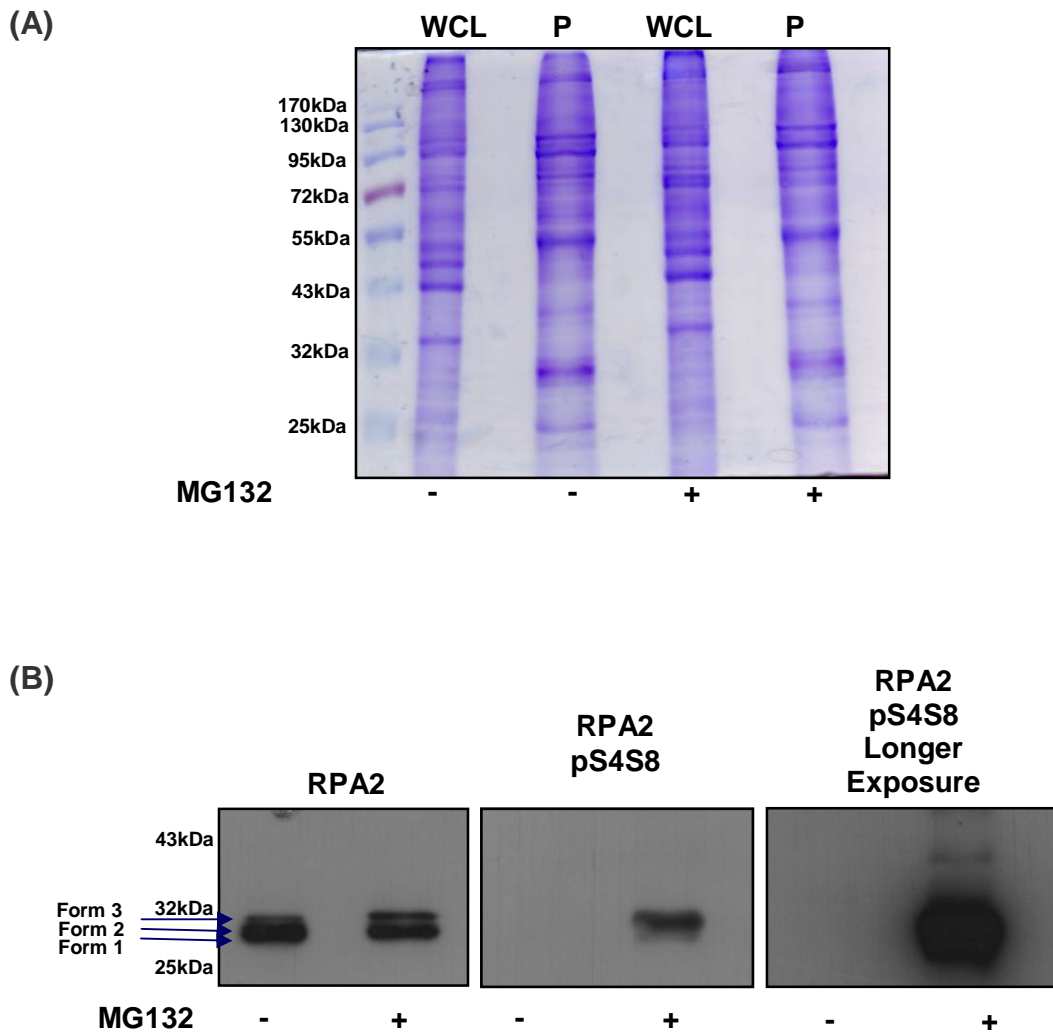 (A)
WCL P WCL P
170kDa
130kDa
95kDa
72kDa
55kDa
43kDa
32kDa
25kDa
MG132 - - + +
(B)
RPA2
RPA2
pS4S8
RPA2
pS4S8
Longer
Exposure
43kDa
Form 3 32kDa
Form 2
Form 1
25kDa
MG132 - + - + - +